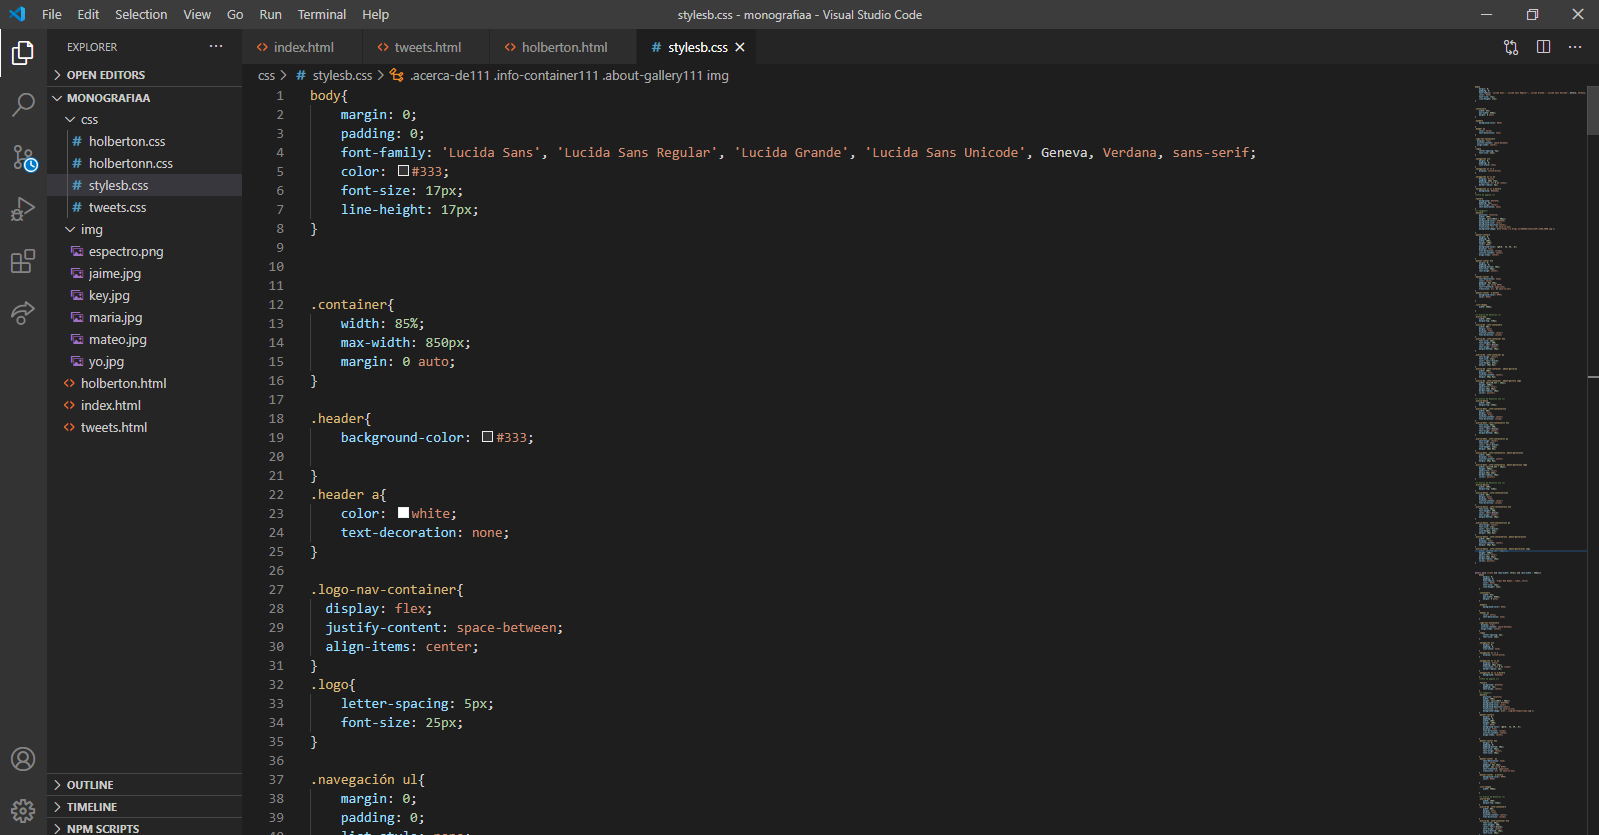 File Edit Selection View Go Run Terminal Help stylesb.css - monografiaa - Visual Studio Code
EXPLORER
OPEN EDITORS
MONOGRAFIAA
css
holberton.css
holbertonn.css
stylesb.css
tweets.css
img
espectro.png
jaime.jpg
key.jpg
maria.jpg
mateo.jpg
yo.jpg
holberton.html
index.html
tweets.html
OUTLINE
TIMELINE
NPM SCRIPTS
index.html tweets.html holberton.html stylesb.css
css > stylesb.css > .acerca-de111 .info-container111 .about-gallery111 img
1 body{
2 margin: 0;
3 padding: 0;
4 font-family: 'Lucida Sans', 'Lucida Sans Regular', 'Lucida Grande', 'Lucida Sans Unicode', Geneva, Verdana, sans-serif;
5 color: #333;
6 font-size: 17px;
7 line-height: 17px;
8 }
9
10
11
12 .container{
13 width: 85%;
14 max-width: 850px;
15 margin: 0 auto;
16 }
17
18 .header{
19 background-color: #333;
20
21 }
22 .header a{
23 color: white;
24 text-decoration: none;
25 }
26
27 .logo-nav-container{
28 display: flex;
29 justify-content: space-between;
30 align-items: center;
31 }
32 .logo{
33 letter-spacing: 5px;
34 font-size: 25px;
35 }
36
37 .navegación ul{
38 margin: 0;
39 padding: 0;